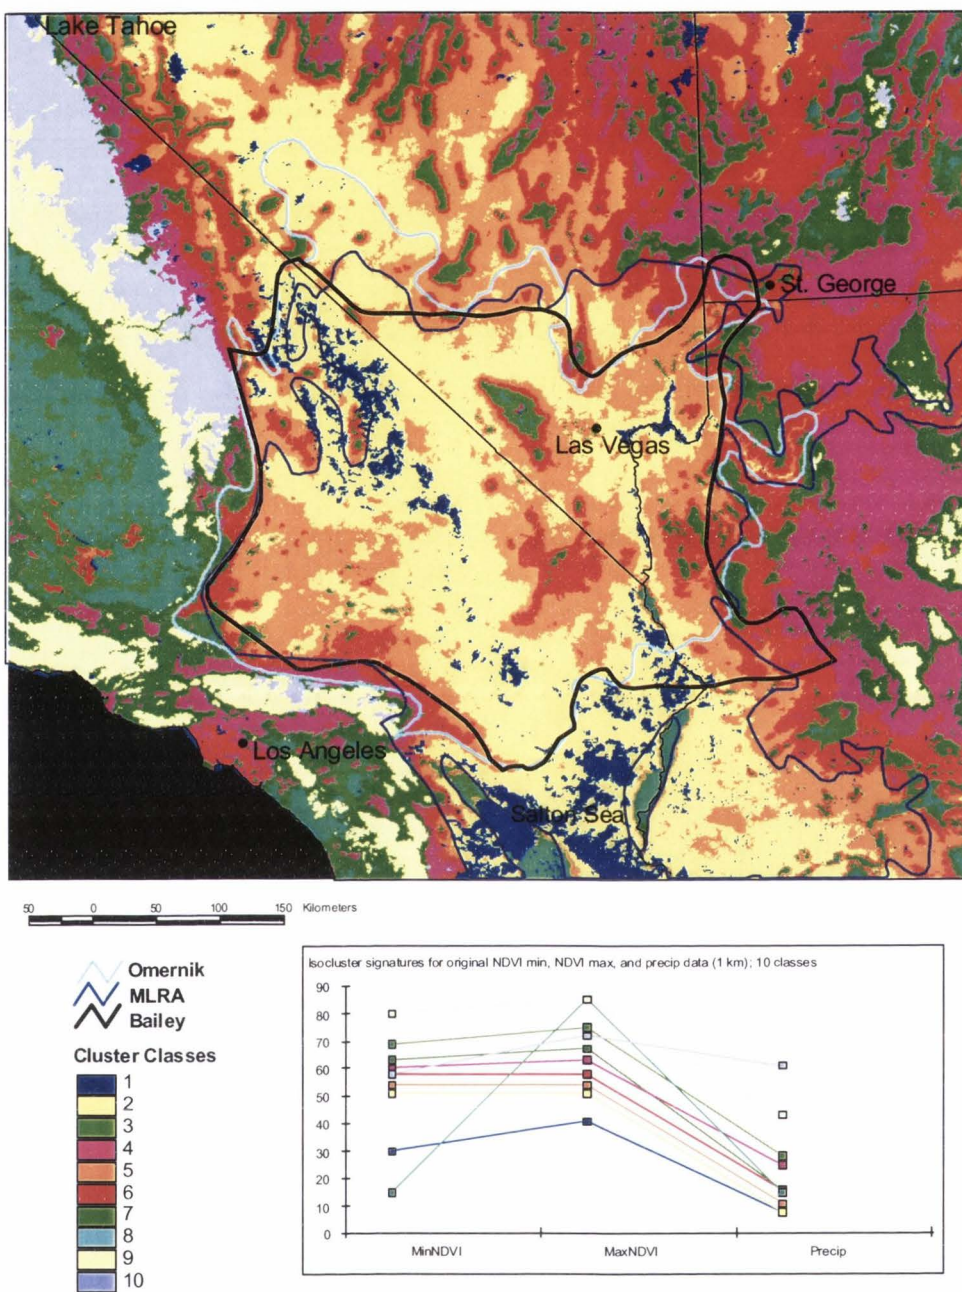 Lake Tahoe
St. George
Las Vegas
Los Angeles
Salton Sea
50 0 50 100 150 Kilometers
Omernik
MLRA
Bailey
Cluster Classes
1
2
3
4
5
6
7
8
9
10
Isocluster signatures for original NDVI min, NDVI max, and precip data (1 km); 10 classes
90
80
70
60
50
40
30
20
10
0
MinNDVI MaxNDVI Precip